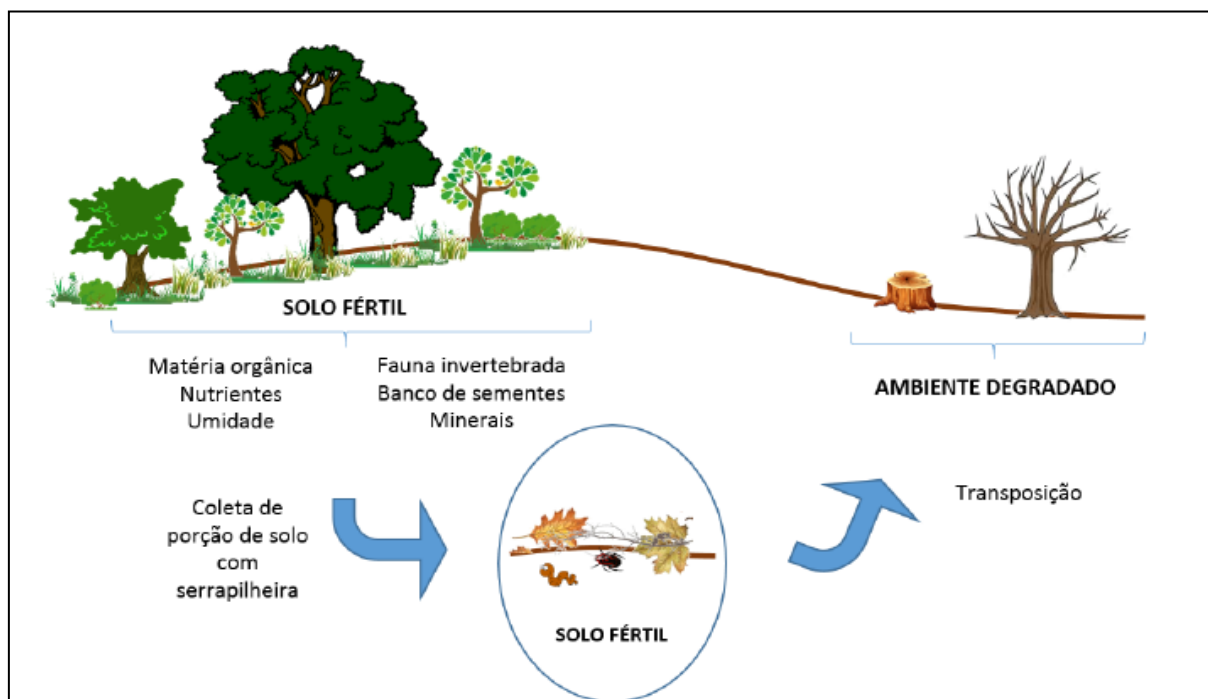 SOLO FÉRTIL
Matéria orgânica
Nutrientes
Umidade
Fauna invertebrada
Banco de sementes
Minerais
AMBIENTE DEGRADADO
Coleta de
porção de solo
com
serrapilheira
SOLO FÉRTIL
Transposição